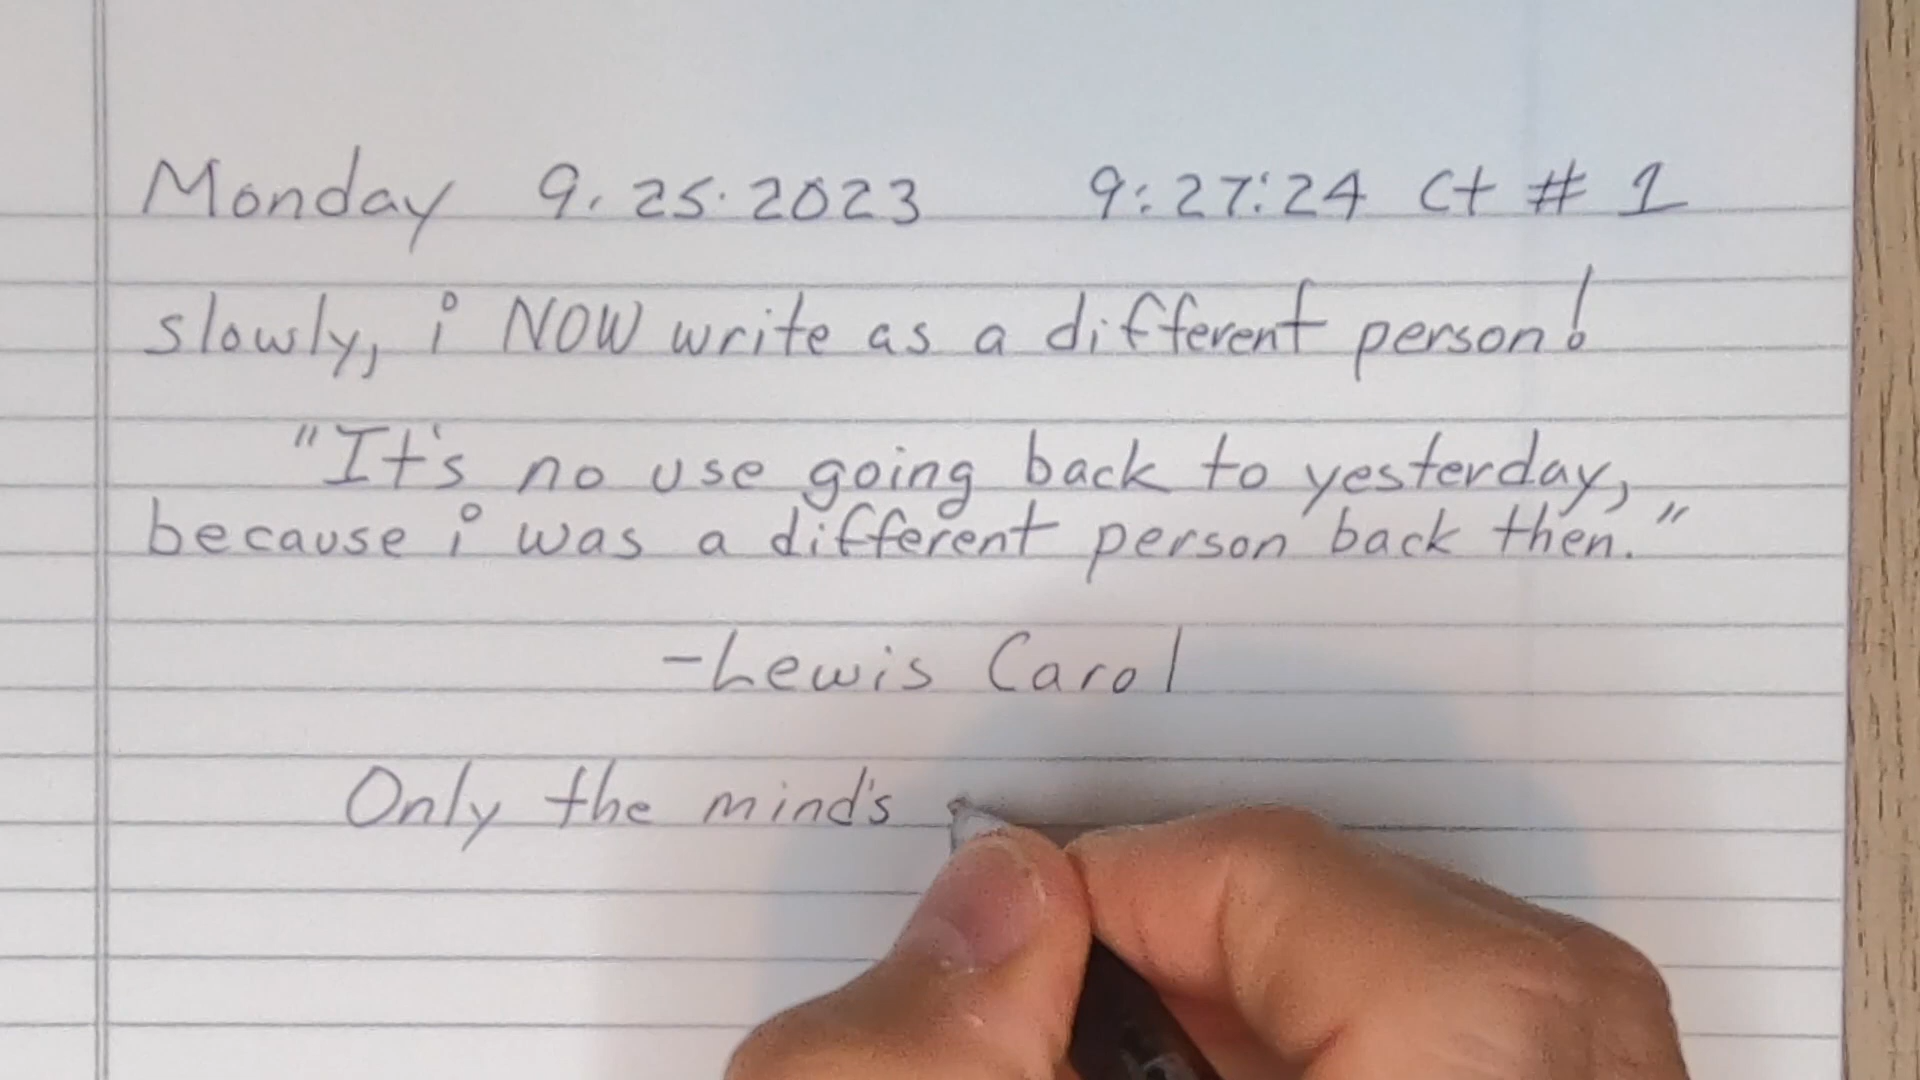 Monday 9.25.2023 9:27:24 Ct # 1
slowly, i NOW write as a different person!
"It's no use going back to yesterday,
because i was a different person back then."
-Lewis Carol
Only the mind's